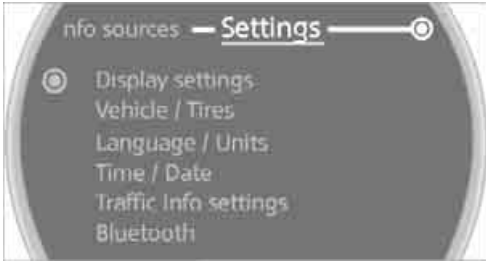 nfo sources Settings
Display settings
Vehicle / Tires
Language / Units
Time / Date
Traffic Info settings
Bluetooth